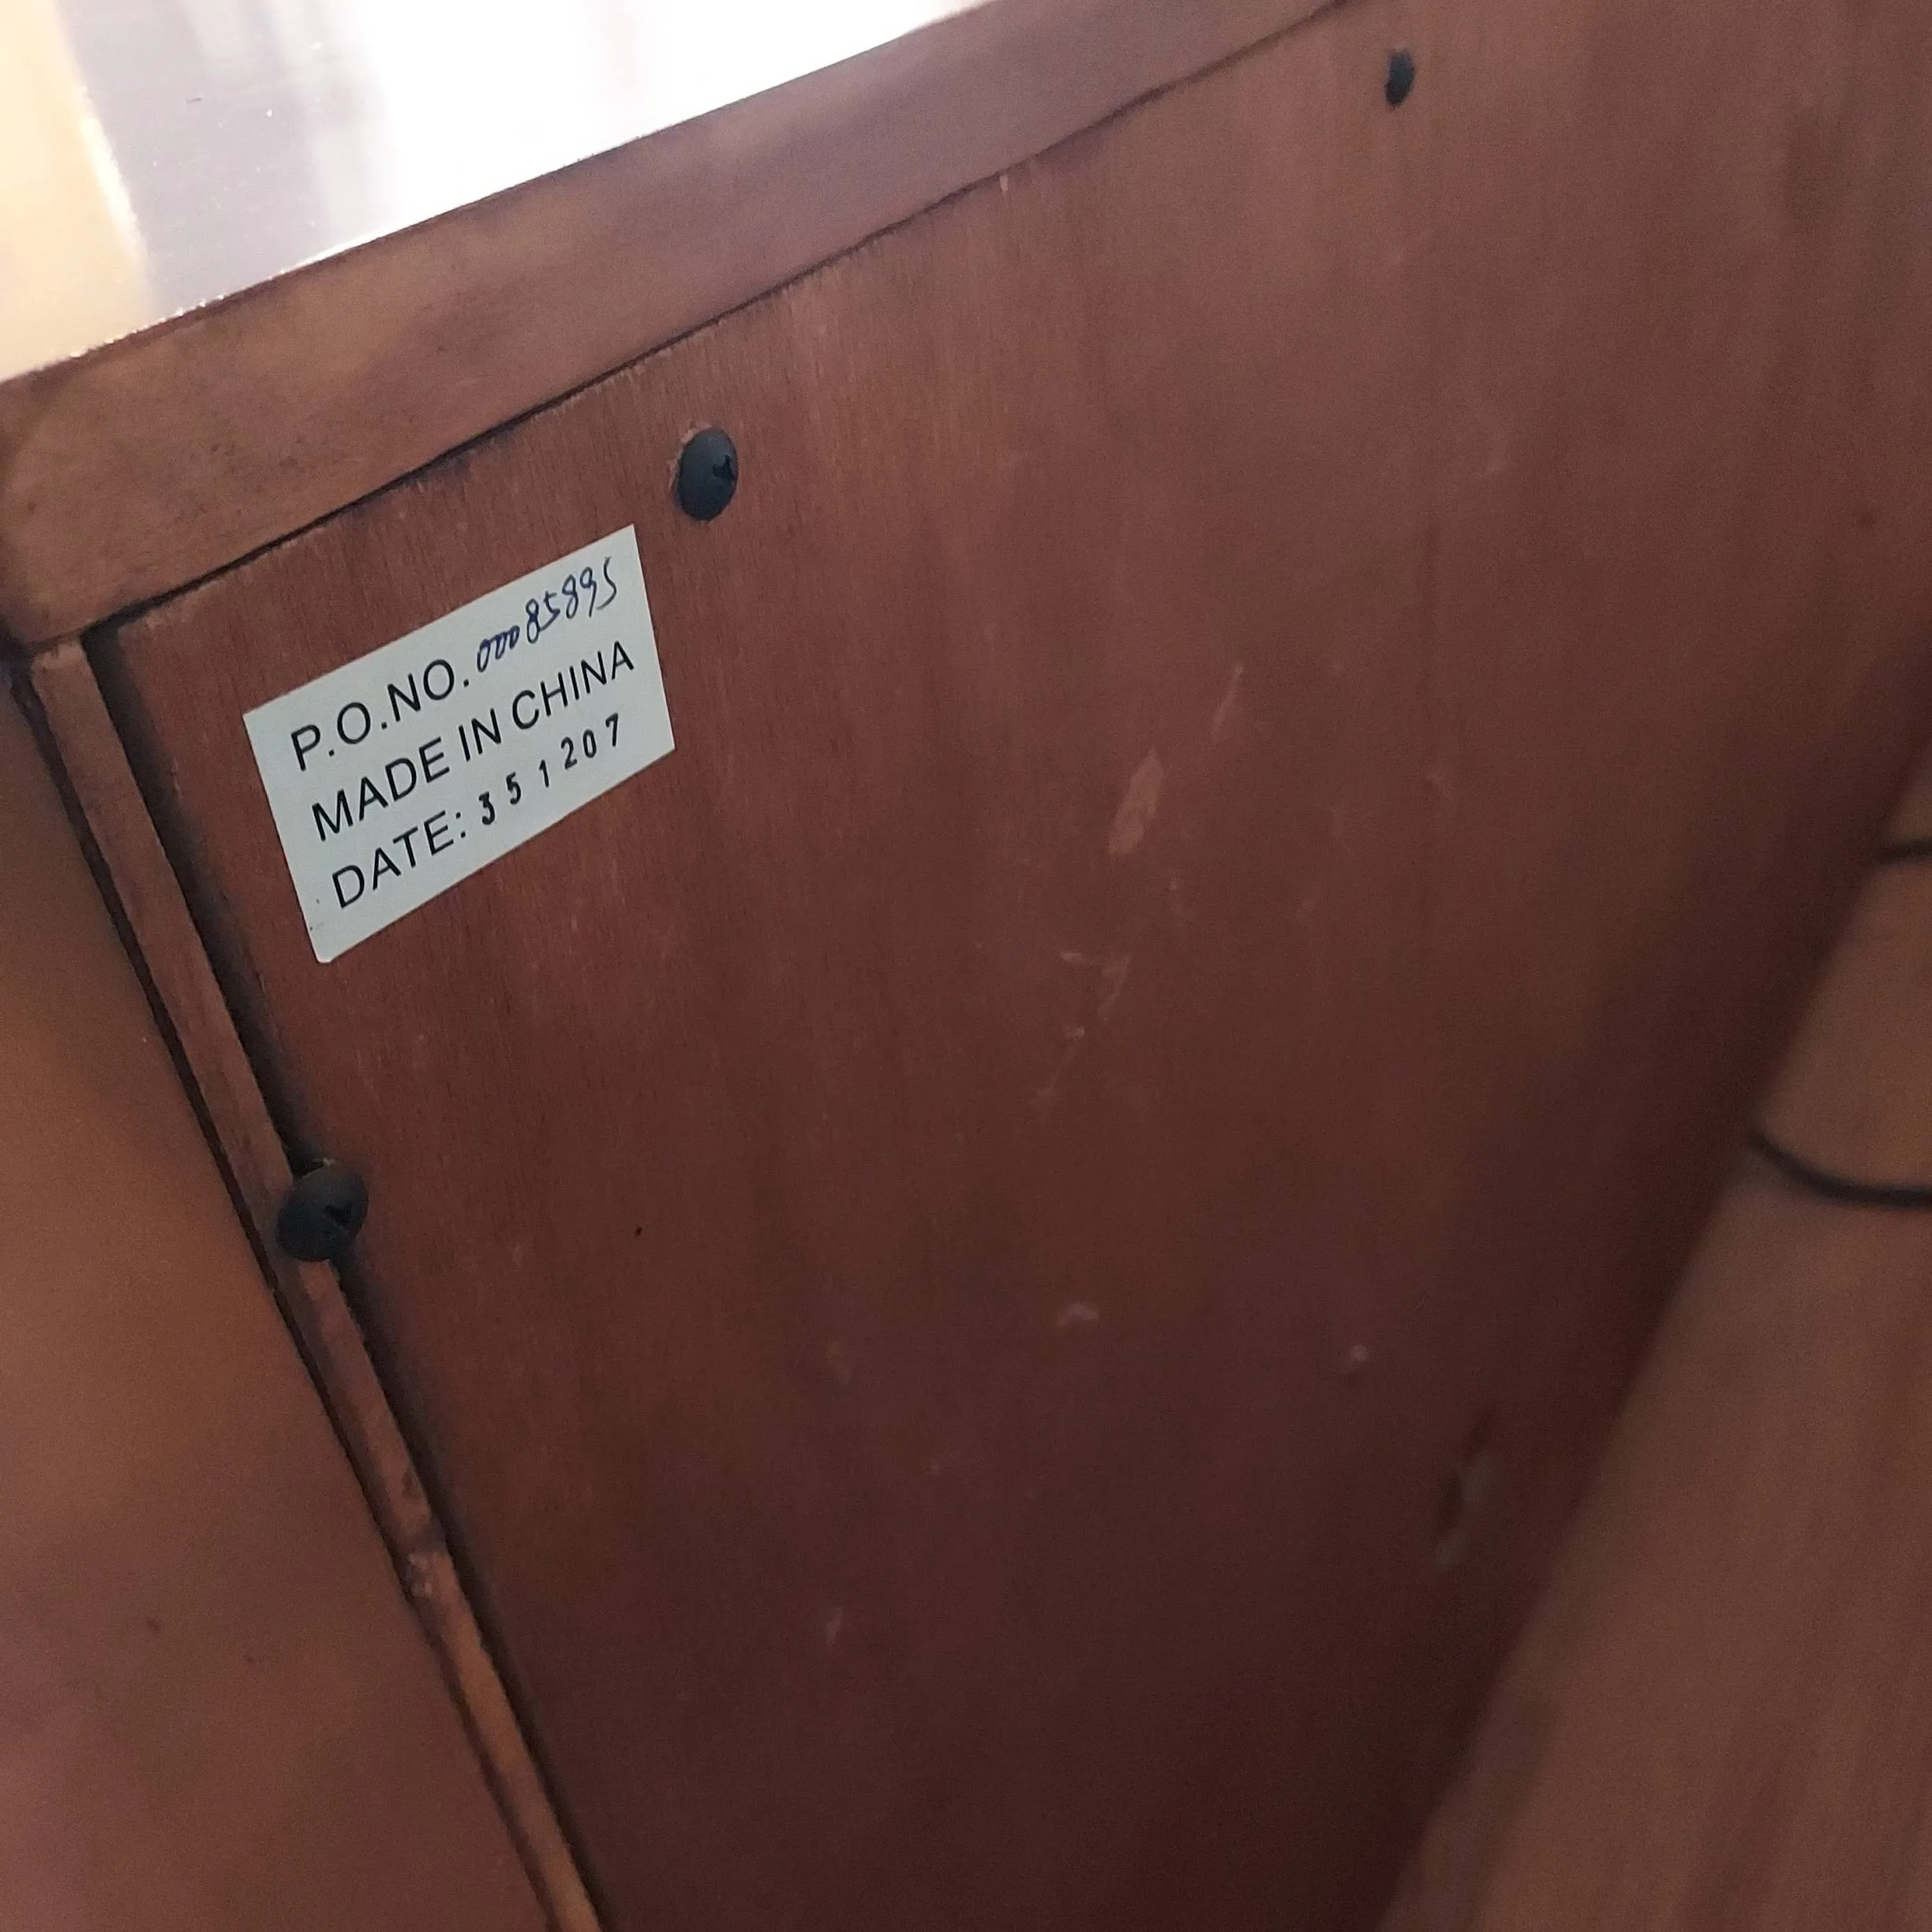 P.O.NO. 00085895
MADE IN CHINA
DATE: 351207